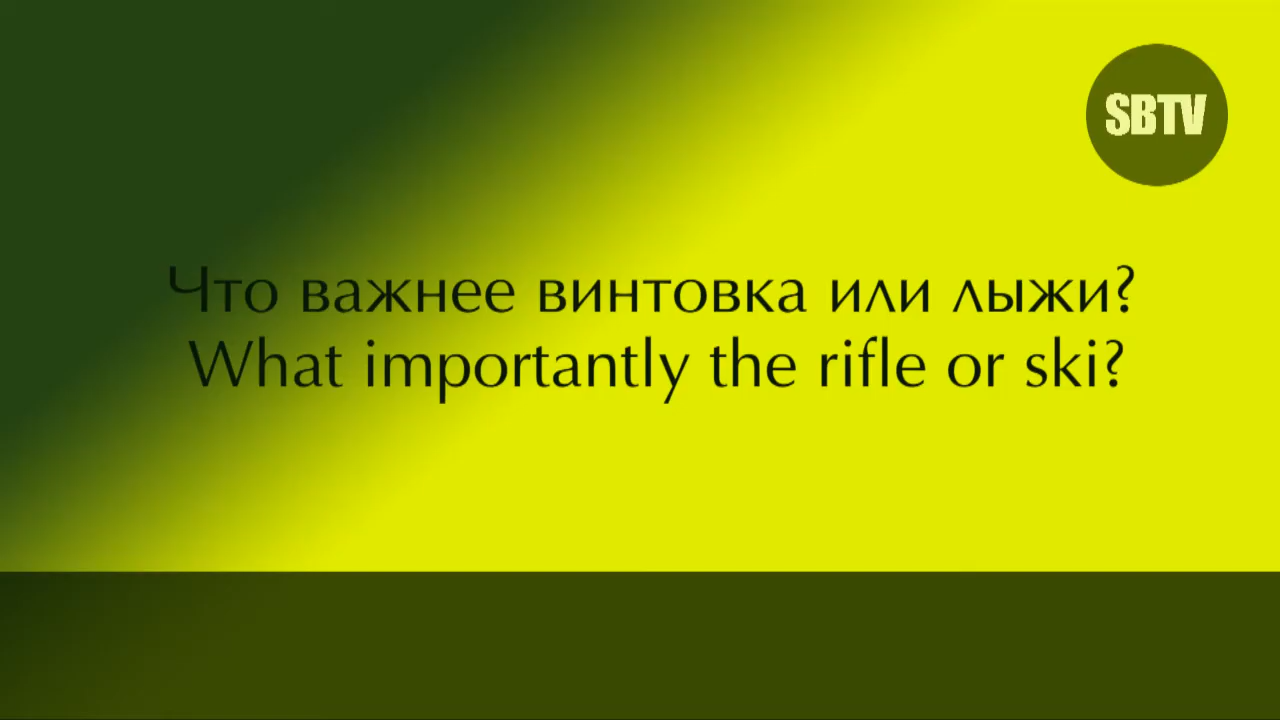 SBTV
Что важнее винтовка или лыжи?
What importantly the rifle or ski?